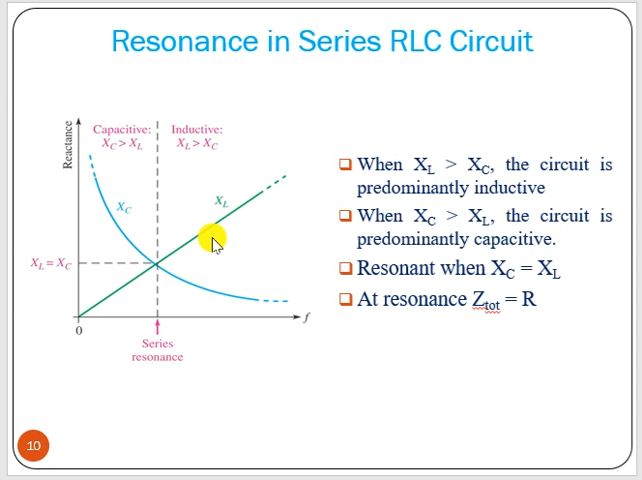 Resonance in Series RLC Circuit
Capacitive: Inductive:
XC > XL XL > XC
Reactance
XC
XL
XL = XC
0
f
Series
resonance
❑ When XL > XC, the circuit is
predominantly inductive
❑ When XC > XL, the circuit is
predominantly capacitive.
❑ Resonant when XC = XL
❑ At resonance Ztot = R
10